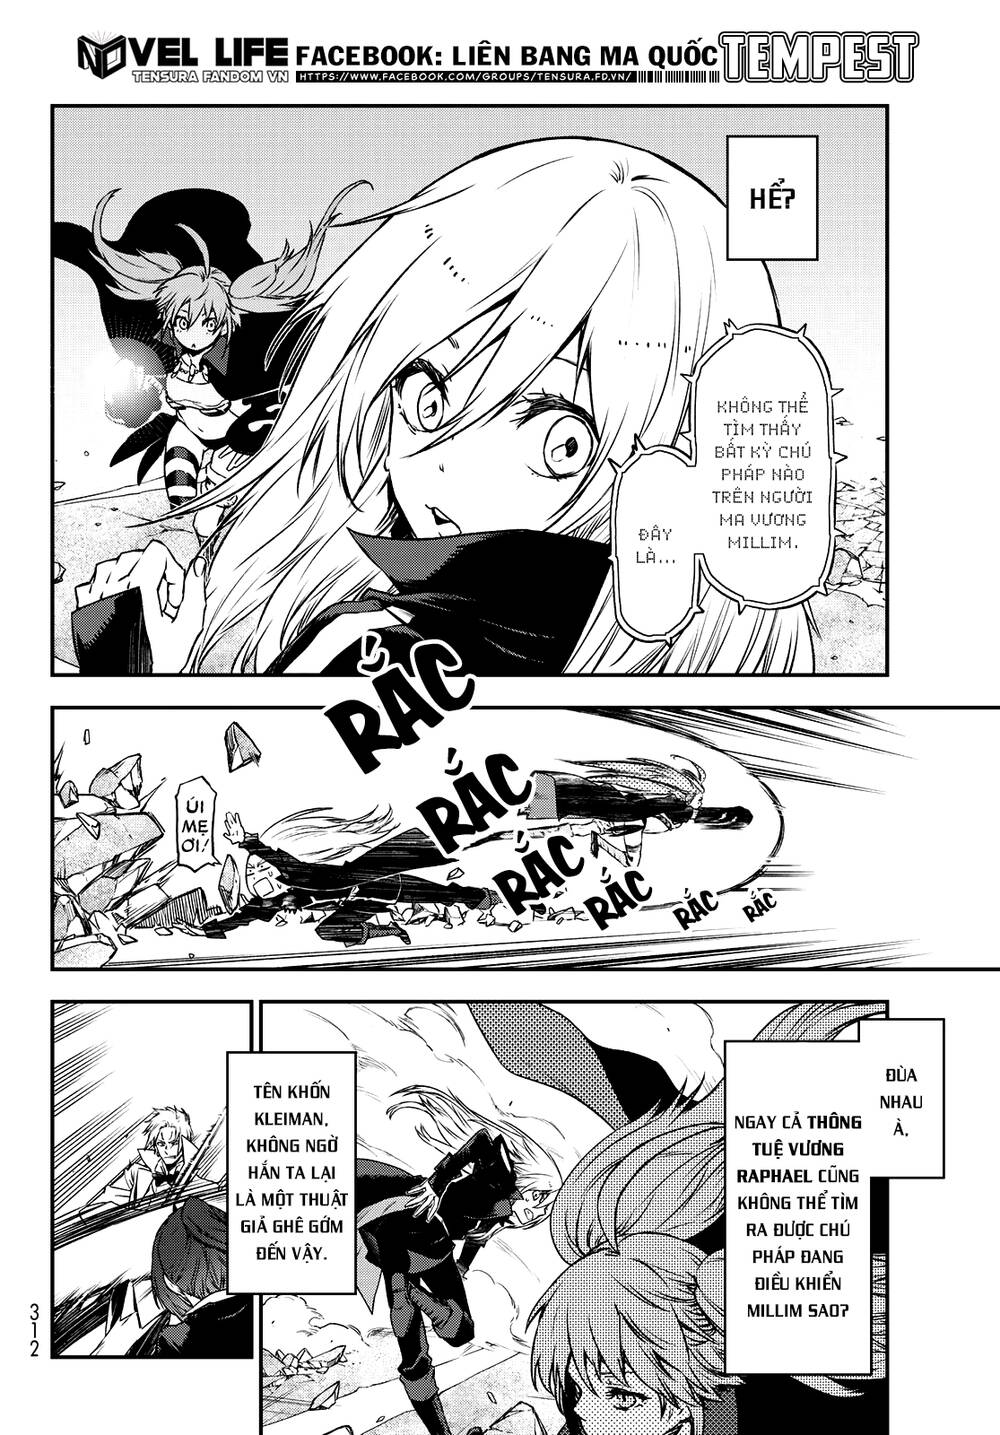 NOVEL LIFE
TENSURA FANDOM VN
FACEBOOK: LIÊN BANG MA QUỐC
HTTPS://WWW.FACEBOOK.COM/GROUPS/TENSURA.FD.VN/
TEMPEST
HỂ?
KHÔNG THỂ
TÌM THẤY
BẤT KỲ CHÚ
PHÁP NÀO
TRÊN NGƯỜI
MA VƯƠNG
MILLIM.
ĐÂY
LÀ...
RẮC
RẮC
RẮC
RẮC
RẮC
RẮC
ÚI
MẸ
ƠI!
ĐÙA
NHAU
À,
NGAY CẢ THÔNG
TUỆ VƯƠNG
RAPHAEL CŨNG
KHÔNG THỂ TÌM
RA ĐƯỢC CHÚ
PHÁP ĐANG
ĐIỀU KHIỂN
MILLIM SAO?
TÊN KHỐN
KLEIMAN,
KHÔNG NGỜ
HẮN TA LẠI
LÀ MỘT THUẬT
GIẢ GHÊ GỚM
ĐẾN VẬY.
312